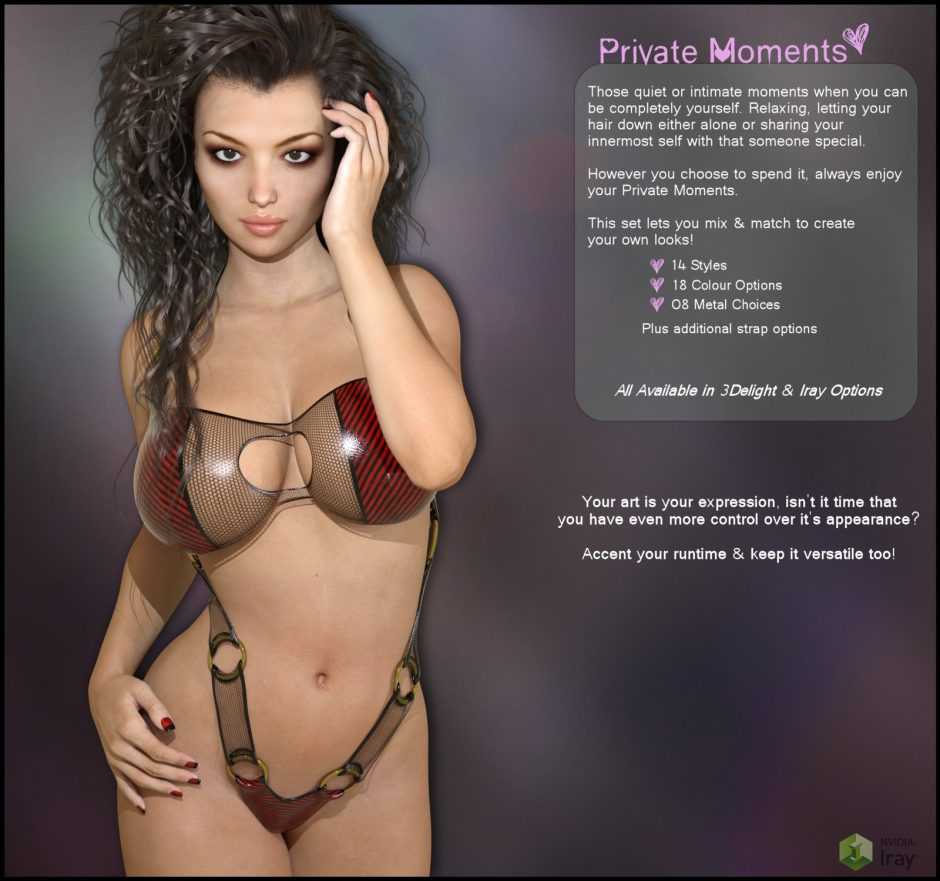 Private Moments
Those quiet or intimate moments when you can
be completely yourself. Relaxing, letting your
hair down either alone or sharing your
innermost self with that someone special.
However you choose to spend it, always enjoy
your Private Moments.
This set lets you mix & match to create
your own looks!
14 Styles
18 Colour Options
08 Metal Choices
Plus additional strap options
All Available in 3Delight & Iray Options
Your art is your expression, isn't it time that
you have even more control over it's appearance?
Accent your runtime & keep it versatile too!
NVIDIA
Iray